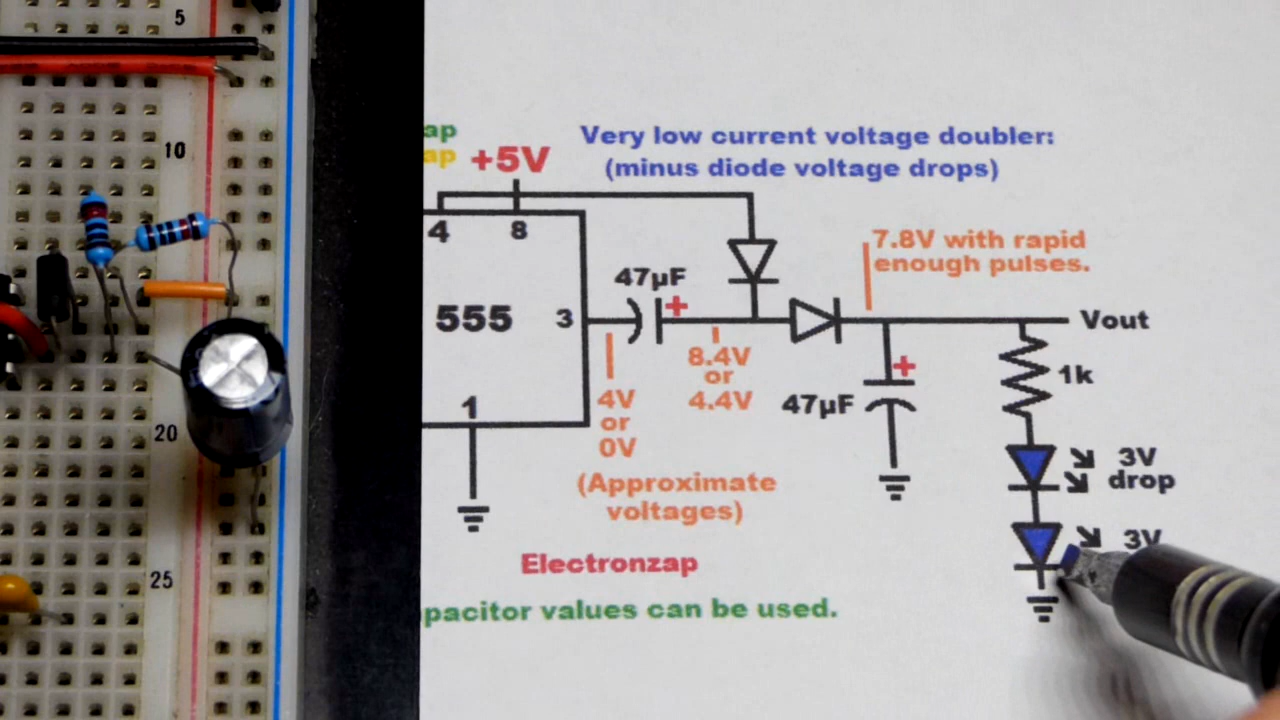 5
10
20
25
ap
ap
+5V
Very low current voltage doubler:
(minus diode voltage drops)
4
8
7.8V with rapid
enough pulses.
47µF
+
555
3
Vout
8.4V
or
4.4V
+
1k
47µF
4V
or
0V
1
(Approximate
voltages)
3V
drop
3V
Electronzap
pacitor values can be used.